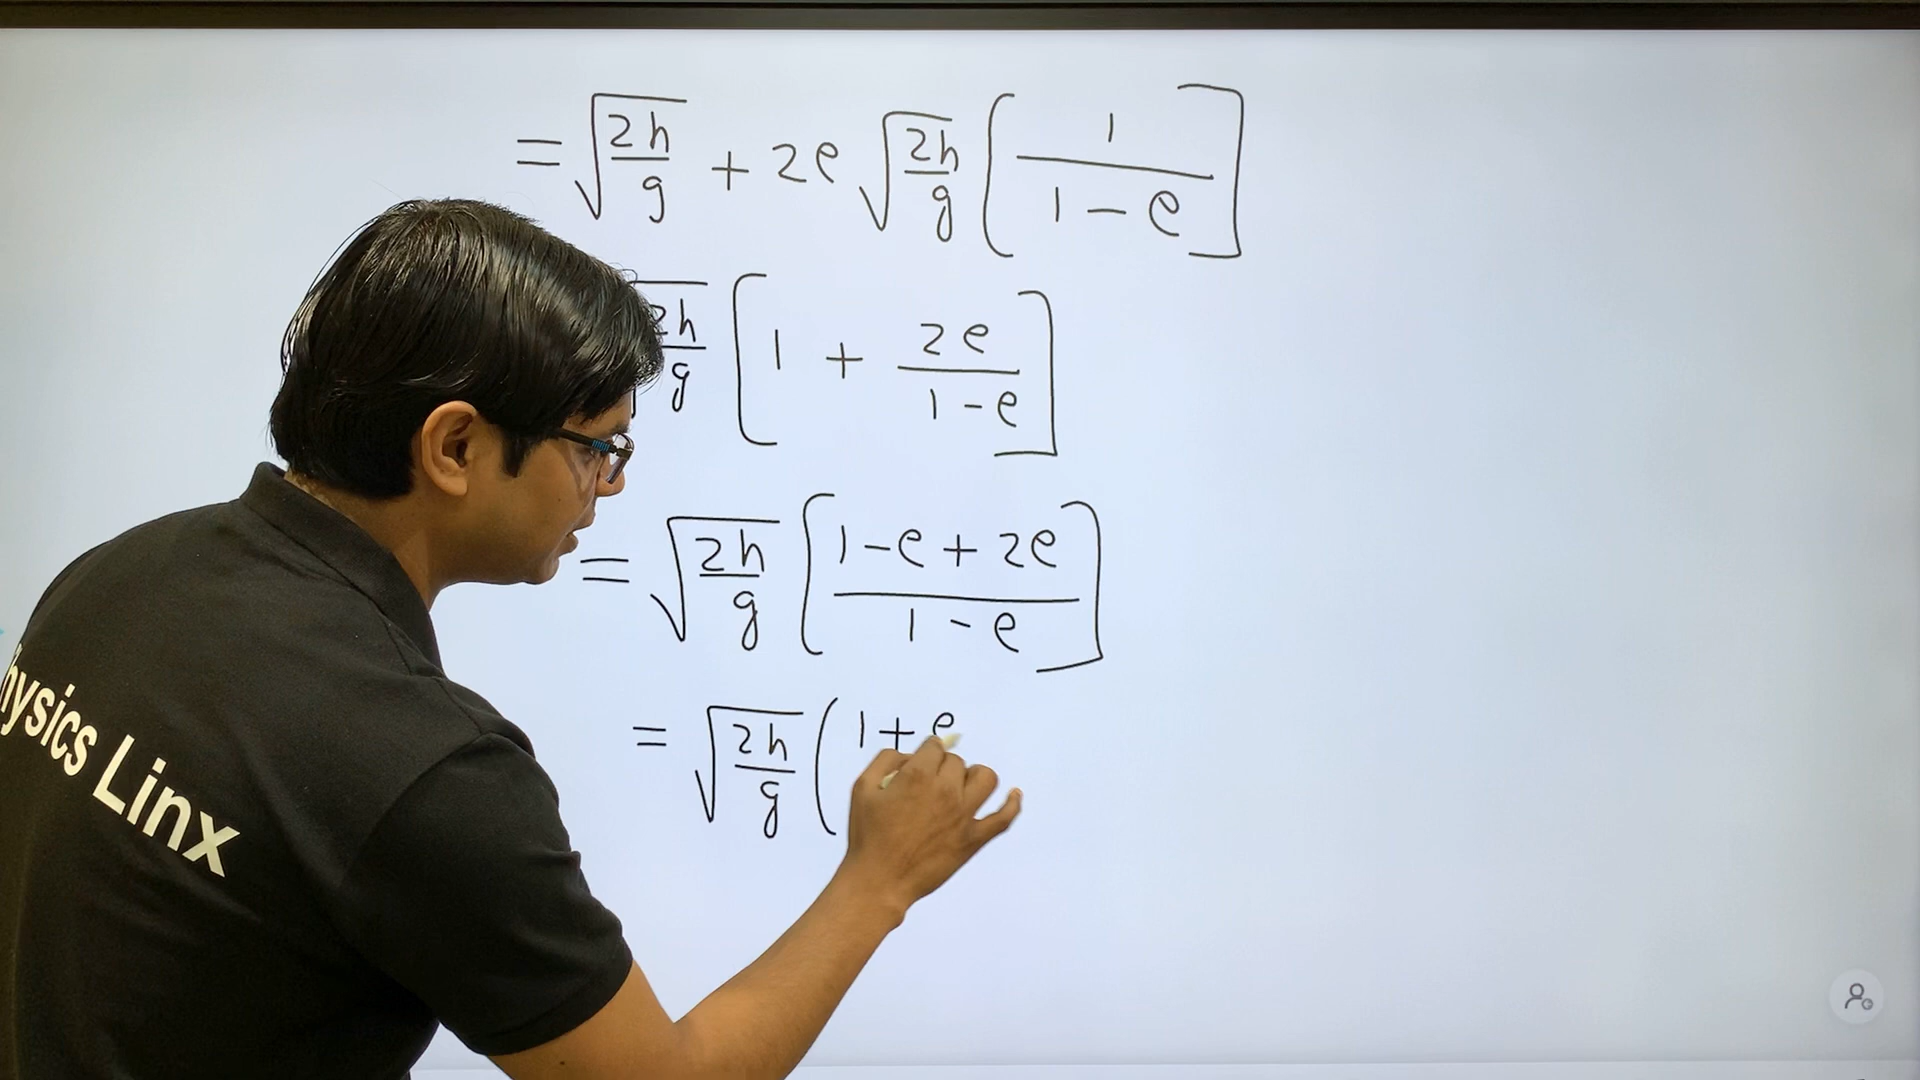 = √(2h/g) + 2e √(2h/g) [1/(1-e)]
√(2h/g) [1 + 2e/(1-e)]
= √(2h/g) [(1-e+2e)/(1-e)]
= √(2h/g) (1+e
hysics Linx